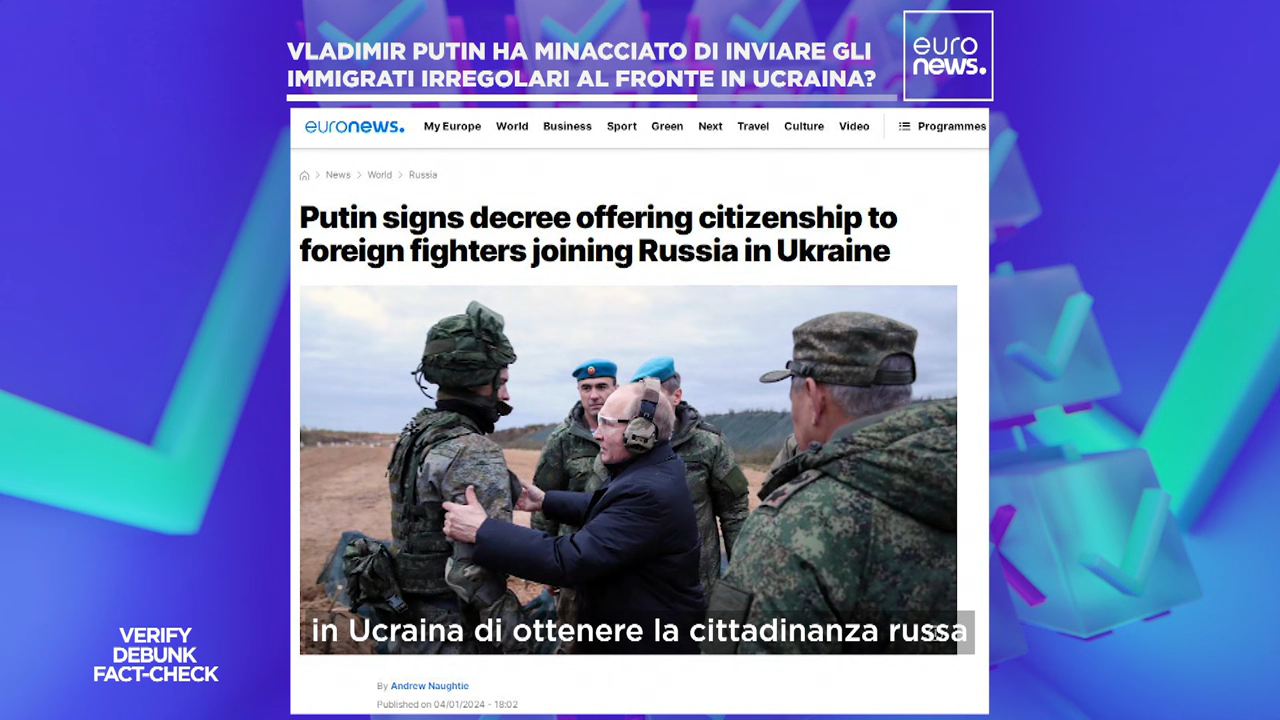 VLADIMIR PUTIN HA MINACCIATO DI INVIARE GLI
IMMIGRATI IRREGOLARI AL FRONTE IN UCRAINA?
euro
news.
euronews.
My Europe World Business Sport Green Next Travel Culture Video Programmes
News > World > Russia
Putin signs decree offering citizenship to
foreign fighters joining Russia in Ukraine
in Ucraina di ottenere la cittadinanza russa
By Andrew Naughtie
Published on 04/01/2024 - 18:02
VERIFY
DEBUNK
FACT-CHECK